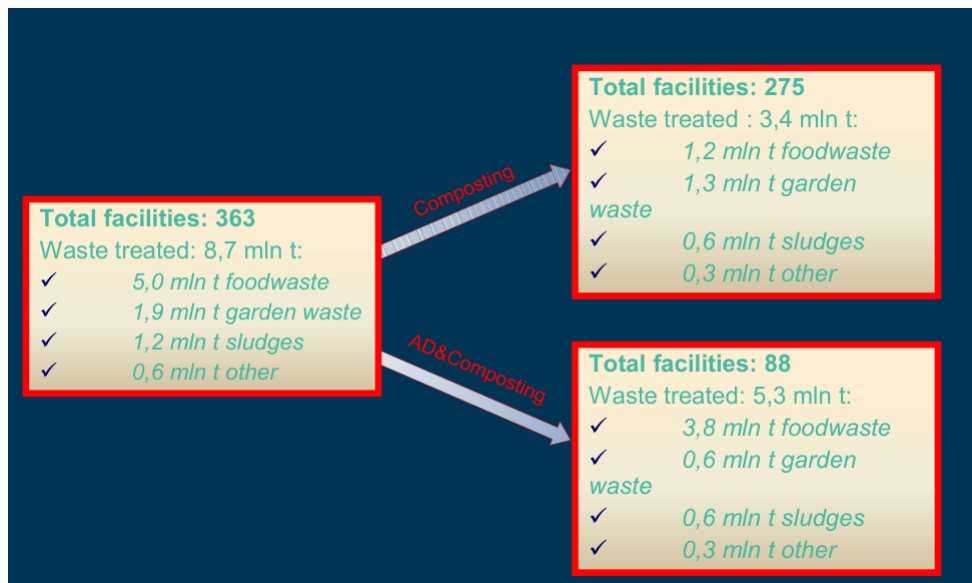 Total facilities: 363
Waste treated: 8,7 mln t:
✓ 5,0 mln t foodwaste
✓ 1,9 mln t garden waste
✓ 1,2 mln t sludges
✓ 0,6 mln t other
Composting
Total facilities: 275
Waste treated : 3,4 mln t:
✓ 1,2 mln t foodwaste
✓ 1,3 mln t garden
waste
✓ 0,6 mln t sludges
✓ 0,3 mln t other
AD&Composting
Total facilities: 88
Waste treated: 5,3 mln t:
✓ 3,8 mln t foodwaste
✓ 0,6 mln t garden
waste
✓ 0,6 mln t sludges
✓ 0,3 mln t other